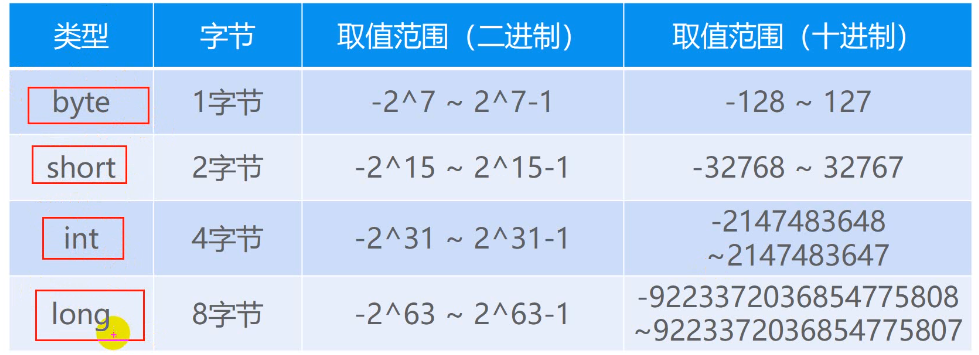 类型 字节 取值范围（二进制） 取值范围（十进制）
byte 1字节 -2^7 ~ 2^7-1 -128 ~ 127
short 2字节 -2^15 ~ 2^15-1 -32768 ~ 32767
int 4字节 -2^31 ~ 2^31-1 -2147483648
~2147483647
long 8字节 -2^63 ~ 2^63-1 -9223372036854775808
~9223372036854775807